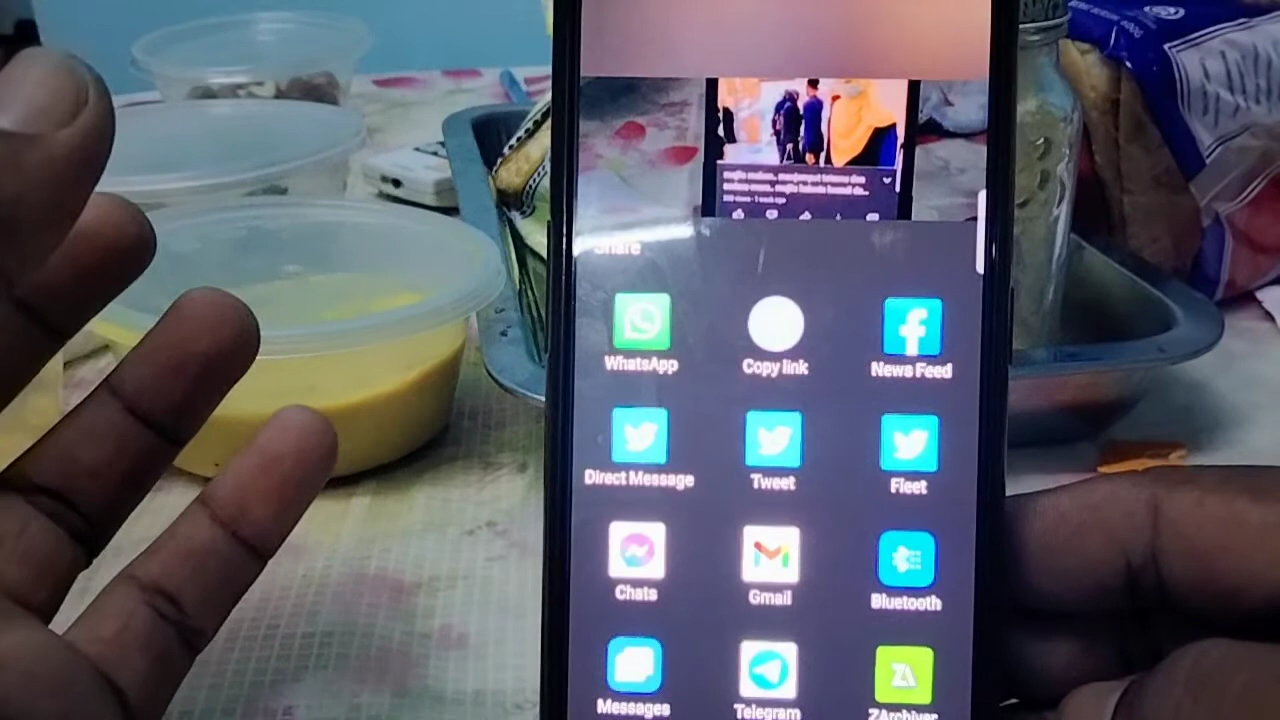 Share
WhatsApp
Copy link
News Feed
Direct Message
Tweet
Fleet
Chats
Gmail
Bluetooth
Messages
Telegram
ZArchiver